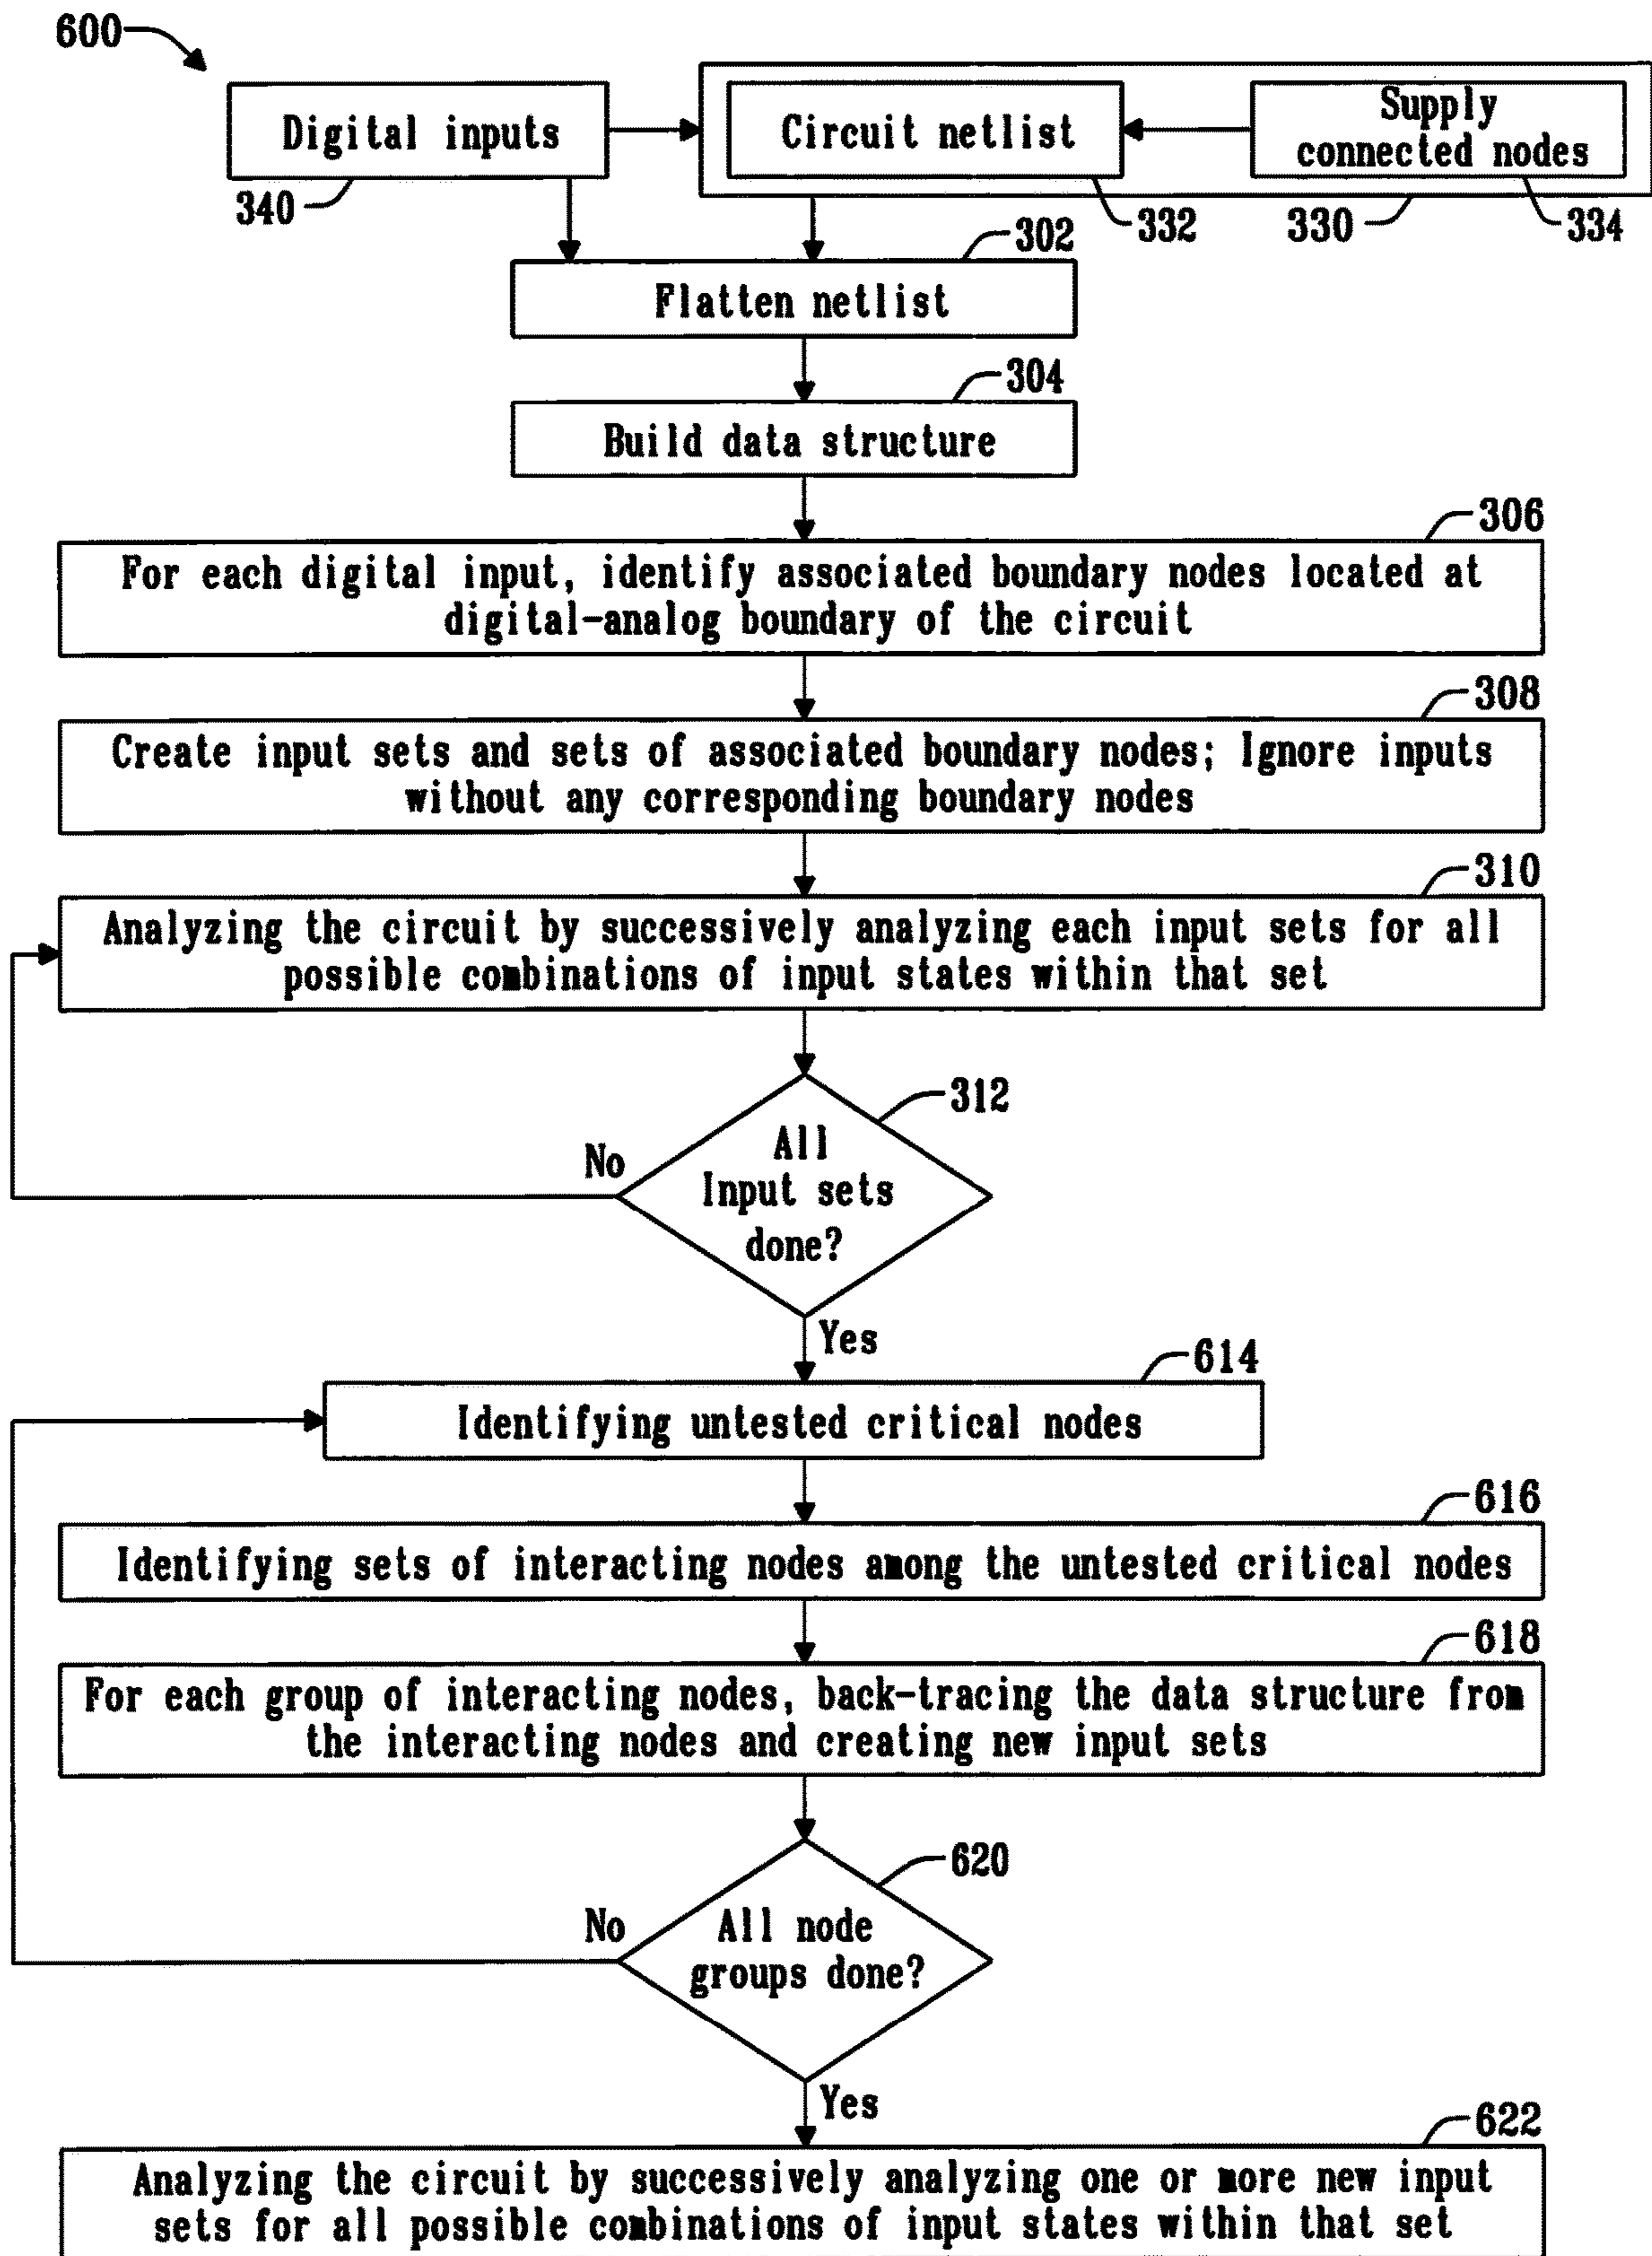 600
Digital inputs
340
Circuit netlist
332
Supply
connected nodes
330
334
302
Flatten netlist
304
Build data structure
306
For each digital input, identify associated boundary nodes located at
digital-analog boundary of the circuit
308
Create input sets and sets of associated boundary nodes; Ignore inputs
without any corresponding boundary nodes
310
Analyzing the circuit by successively analyzing each input sets for all
possible combinations of input states within that set
312
All
Input sets
done?
No
Yes
614
Identifying untested critical nodes
616
Identifying sets of interacting nodes among the untested critical nodes
618
For each group of interacting nodes, back-tracing the data structure from
the interacting nodes and creating new input sets
620
All node
groups done?
No
Yes
622
Analyzing the circuit by successively analyzing one or more new input
sets for all possible combinations of input states within that set